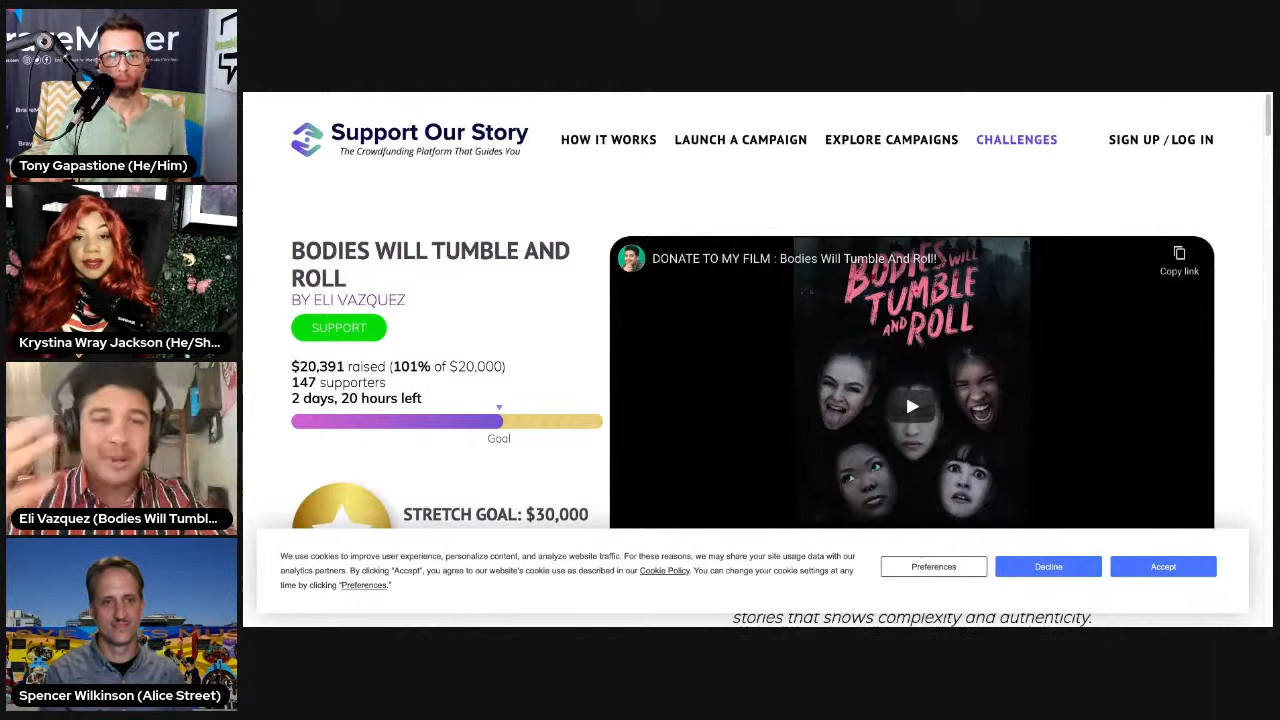 BraveMaker
Tony Gapastione (He/Him)
Krystina Wray Jackson (He/Sh...
Eli Vazquez (Bodies Will Tumbl...
Spencer Wilkinson (Alice Street)
Support Our Story
The Crowdfunding Platform That Guides You
HOW IT WORKS LAUNCH A CAMPAIGN EXPLORE CAMPAIGNS CHALLENGES SIGN UP / LOG IN
BODIES WILL TUMBLE AND
ROLL
BY ELI VAZQUEZ
SUPPORT
$20,391 raised (101% of $20,000)
147 supporters
2 days, 20 hours left
Goal
STRETCH GOAL: $30,000
DONATE TO MY FILM : Bodies Will Tumble And Roll!
Copy link
BODIES WILL
TUMBLE
AND ROLL
We use cookies to improve user experience, personalize content, and analyze website traffic. For these reasons, we may share your site usage data with our
analytics partners. By clicking "Accept", you agree to our website's cookie use as described in our Cookie Policy. You can change your cookie settings at any
time by clicking "Preferences."
Preferences Decline Accept
stories that shows complexity and authenticity.